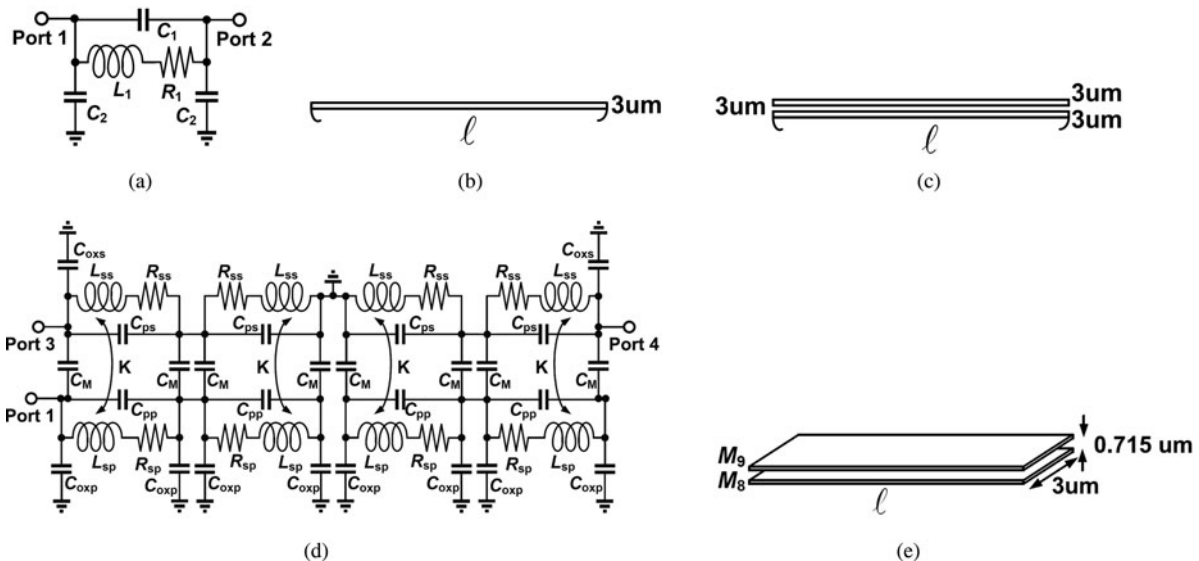 Port 1
C1
Port 2
L1
R1
C2
C2
(a)
3um
ℓ
(b)
3um
3um
3um
ℓ
(c)
Coxs
Coxs
Lss
Rss
Rss
Lss
Lss
Rss
Rss
Lss
Cps
Cps
Cps
Cps
Port 3
Port 4
K
K
K
K
CM
CM
CM
CM
CM
CM
CM
CM
Port 1
Cpp
Cpp
Cpp
Cpp
Lsp
Rsp
Rsp
Lsp
Lsp
Rsp
Rsp
Lsp
Coxp
Coxp
Coxp
Coxp
Coxp
Coxp
Coxp
Coxp
(d)
0.715 um
M9
M8
3um
ℓ
(e)